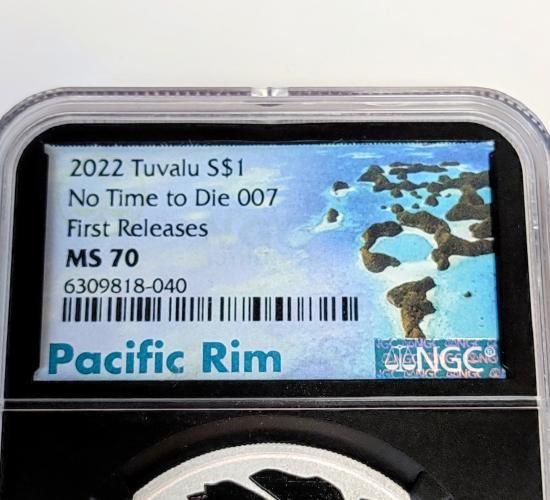 2022 Tuvalu S$1
No Time to Die 007
First Releases
MS 70
6309818-040
Pacific Rim
NGC®